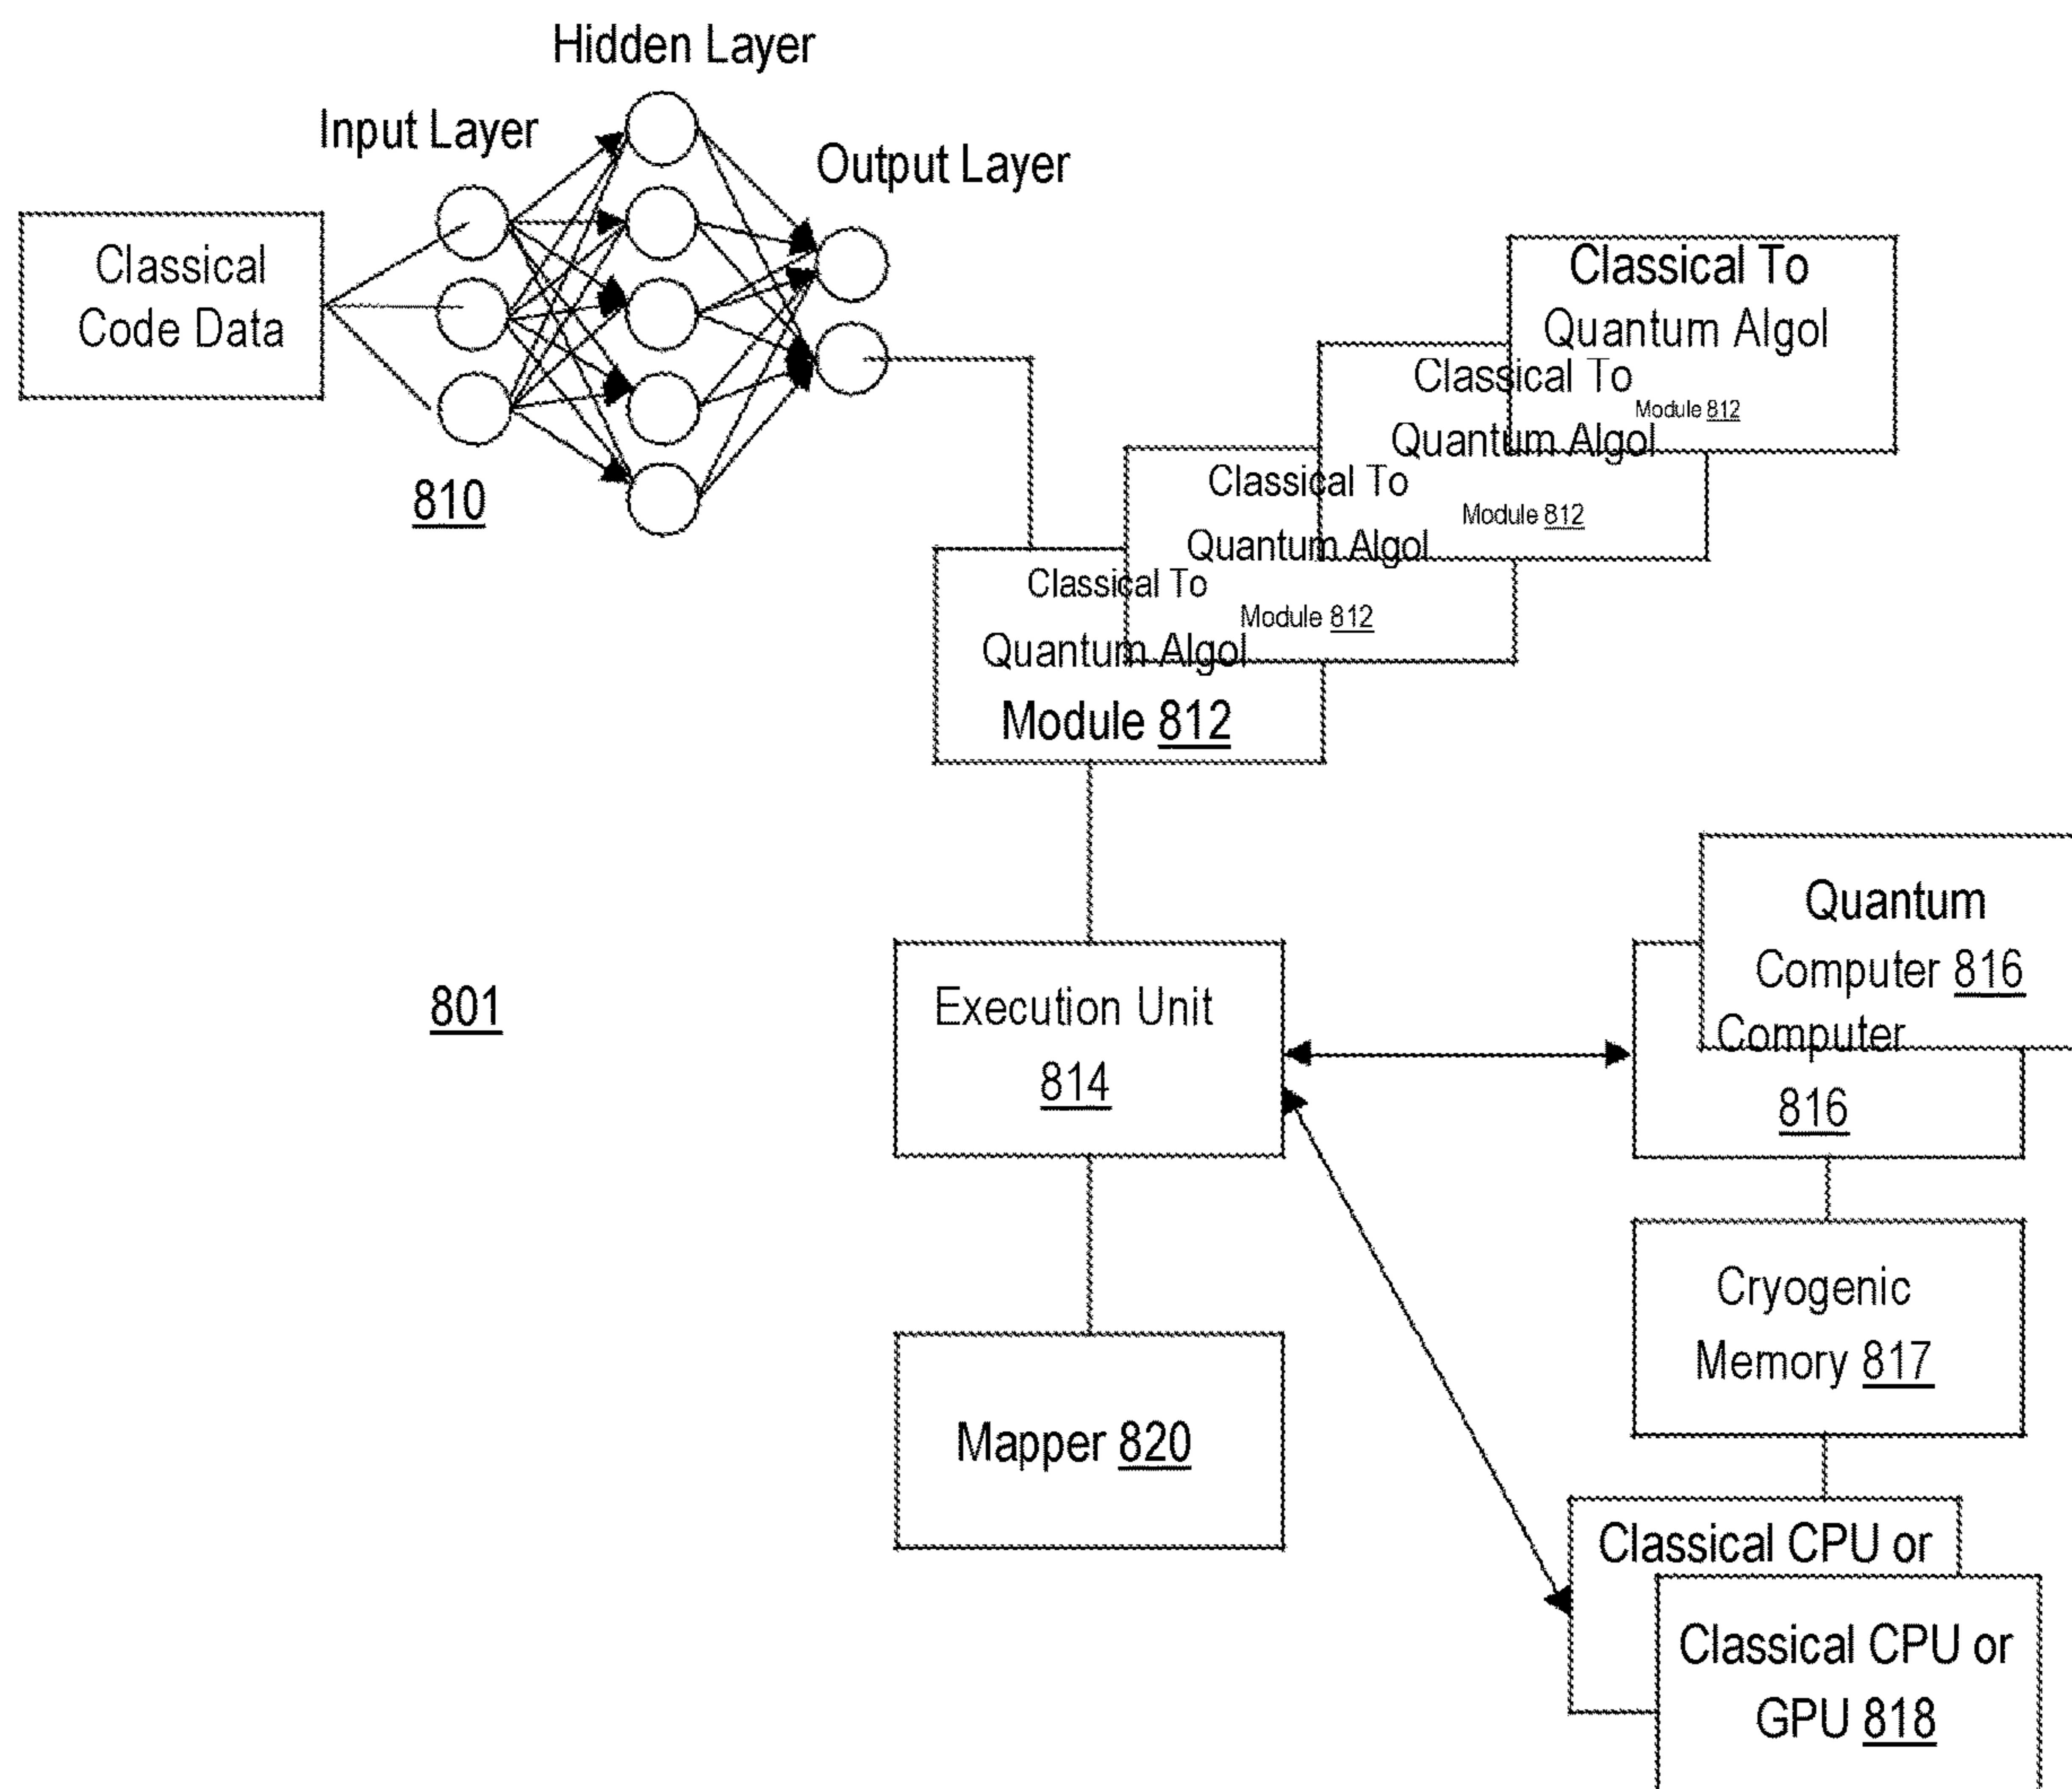 Hidden Layer
Input Layer
Output Layer
Classical
Code Data
810
Classical To
Quantum Algol
Module 812
Classical To
Quantum Algol
Module 812
Classical To
Quantum Algol
Module 812
Classical To
Quantum Algol
Module 812
801
Execution Unit
814
Quantum
Computer 816
Computer
816
Cryogenic
Memory 817
Mapper 820
Classical CPU or
Classical CPU or
GPU 818